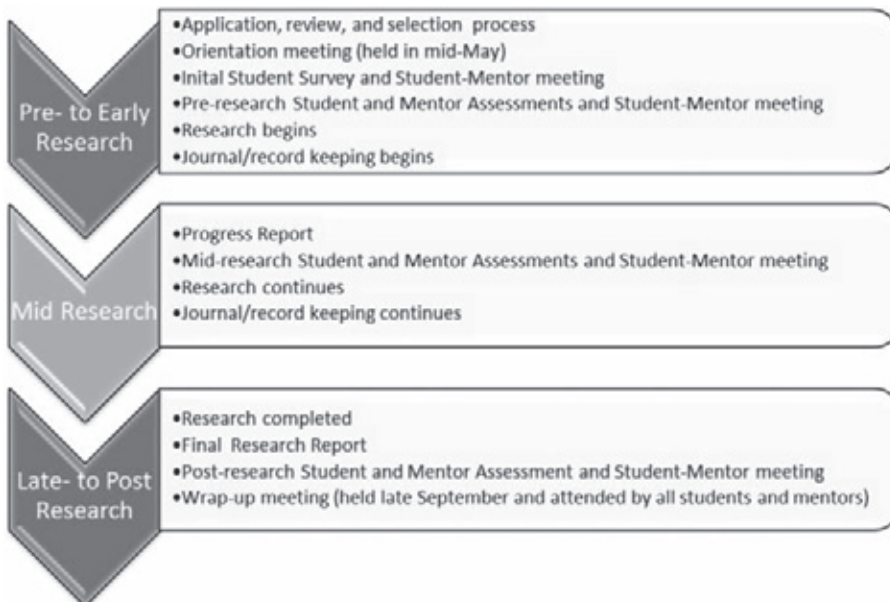 Pre- to Early
Research
•Application, review, and selection process
•Orientation meeting (held in mid-May)
•Inital Student Survey and Student-Mentor meeting
•Pre-research Student and Mentor Assessments and Student-Mentor meeting
•Research begins
•Journal/record keeping begins
Mid Research
•Progress Report
•Mid-research Student and Mentor Assessments and Student-Mentor meeting
•Research continues
•Journal/record keeping continues
Late- to Post
Research
•Research completed
•Final Research Report
•Post-research Student and Mentor Assessment and Student-Mentor meeting
•Wrap-up meeting (held late September and attended by all students and mentors)